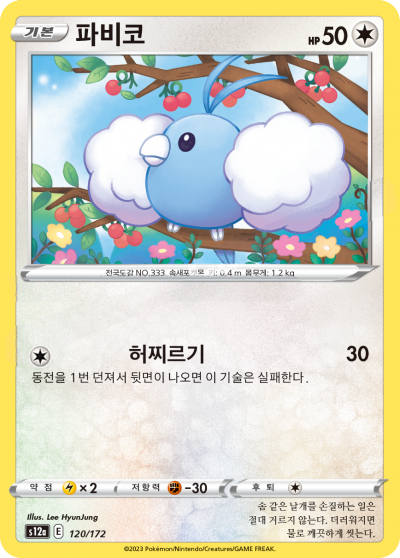 기본 파비코 HP 50
전국도감 NO.333 솜새포켓몬 키: 0.4 m 몸무게: 1.2 kg
허찌르기 30
동전을 1번 던져서 뒷면이 나오면 이 기술은 실패한다.
약점 ×2 저항력 -30 후퇴
Illus. Lee HyunJung
솜 같은 날개를 손질하는 일은
절대 거르지 않는다. 더러워지면
물로 깨끗하게 씻는다.
s12a E 120/172
©2023 Pokémon/Nintendo/Creatures/GAME FREAK.